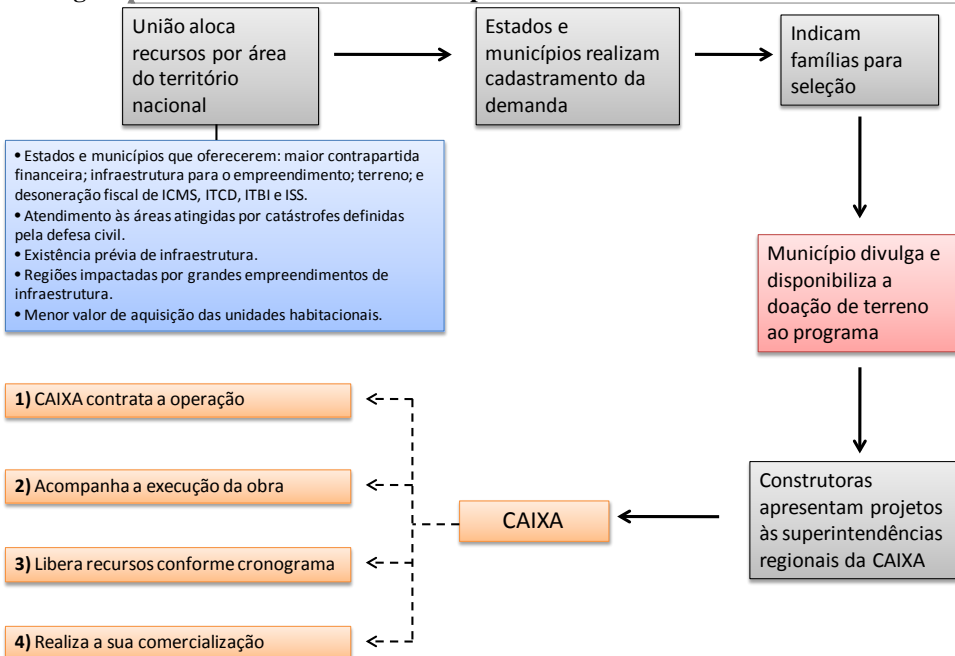 União aloca
recursos por área
do território
nacional
Estados e
municípios realizam
cadastramento da
demanda
Indicam
famílias para
seleção
• Estados e municípios que oferecerem: maior contrapartida
financeira; infraestrutura para o empreendimento; terreno; e
desoneração fiscal de ICMS, ITCD, ITBI e ISS.
• Atendimento às áreas atingidas por catástrofes definidas
pela defesa civil.
• Existência prévia de infraestrutura.
• Regiões impactadas por grandes empreendimentos de
infraestrutura.
• Menor valor de aquisição das unidades habitacionais.
Município divulga e
disponibiliza a
doação de terreno
ao programa
Construtoras
apresentam projetos
às superintendências
regionais da CAIXA
CAIXA
1) CAIXA contrata a operação
2) Acompanha a execução da obra
3) Libera recursos conforme cronograma
4) Realiza a sua comercialização